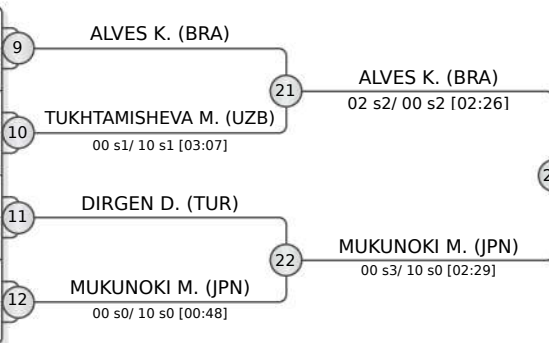 ALVES K. (BRA)
9
21
ALVES K. (BRA)
02 s2/ 00 s2 [02:26]
TUKHTAMISHEVA M. (UZB)
10
00 s1/ 10 s1 [03:07]
DIRGEN D. (TUR)
11
22
MUKUNOKI M. (JPN)
00 s3/ 10 s0 [02:29]
MUKUNOKI M. (JPN)
12
00 s0/ 10 s0 [00:48]